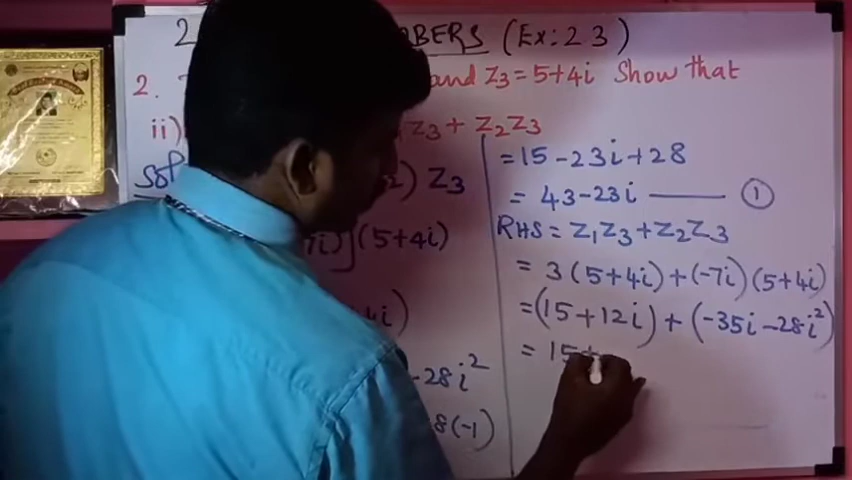 2. BERS (Ex: 2 3)
2. and Z₃ = 5+4i Show that
ii) Z₃ + Z₂Z₃
Sol
) Z₃
7i)](5+4i)
4i)
-28i²
8(-1)
= 15 - 23i + 28
= 43 - 23i ——— ①
RHS = Z₁Z₃ + Z₂Z₃
= 3(5+4i) + (-7i)(5+4i)
= (15+12i) + (-35i - 28i²)
= 15+